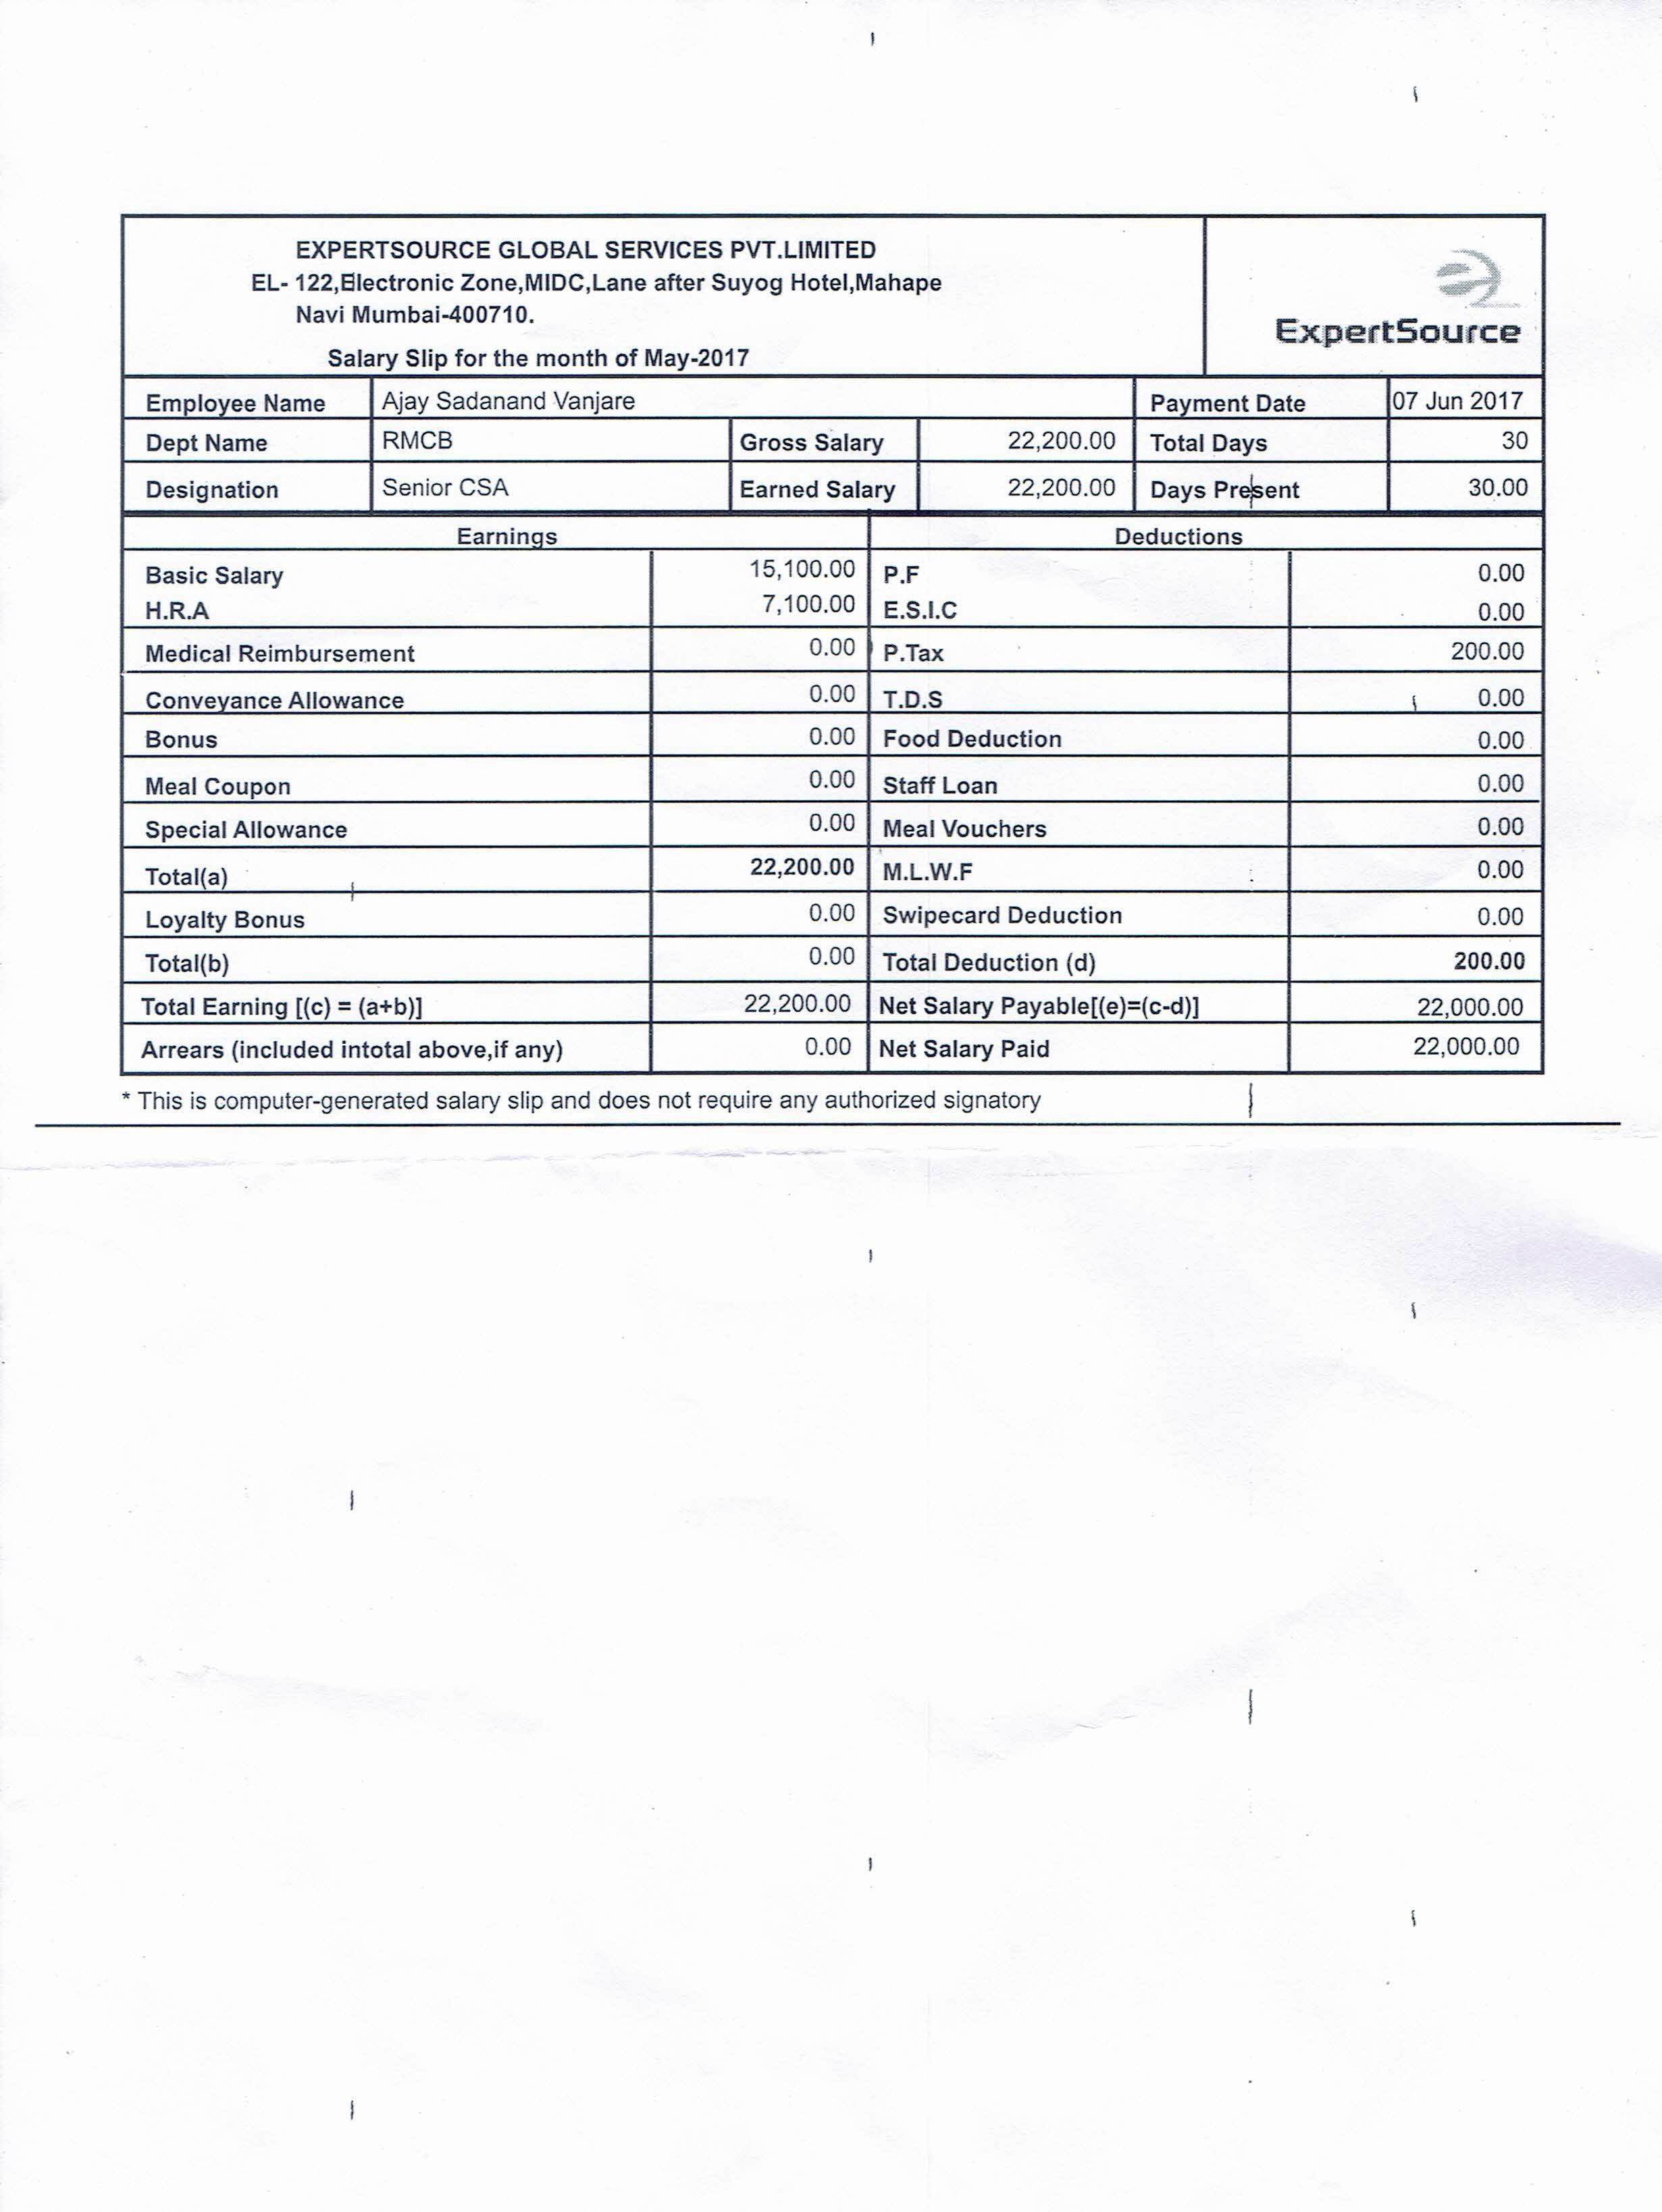 EXPERTSOURCE GLOBAL SERVICES PVT.LIMITED
EL- 122,Electronic Zone,MIDC,Lane after Suyog Hotel,Mahape
Navi Mumbai-400710.
Salary Slip for the month of May-2017
ExpertSource
Employee Name Ajay Sadanand Vanjare Payment Date 07 Jun 2017
Dept Name RMCB Gross Salary 22,200.00 Total Days 30
Designation Senior CSA Earned Salary 22,200.00 Days Present 30.00
Earnings Deductions
Basic Salary 15,100.00 P.F 0.00
H.R.A 7,100.00 E.S.I.C 0.00
Medical Reimbursement 0.00 P.Tax 200.00
Conveyance Allowance 0.00 T.D.S 0.00
Bonus 0.00 Food Deduction 0.00
Meal Coupon 0.00 Staff Loan 0.00
Special Allowance 0.00 Meal Vouchers 0.00
Total(a) 22,200.00 M.L.W.F 0.00
Loyalty Bonus 0.00 Swipecard Deduction 0.00
Total(b) 0.00 Total Deduction (d) 200.00
Total Earning [(c) = (a+b)] 22,200.00 Net Salary Payable[(e)=(c-d)] 22,000.00
Arrears (included intotal above,if any) 0.00 Net Salary Paid 22,000.00
* This is computer-generated salary slip and does not require any authorized signatory